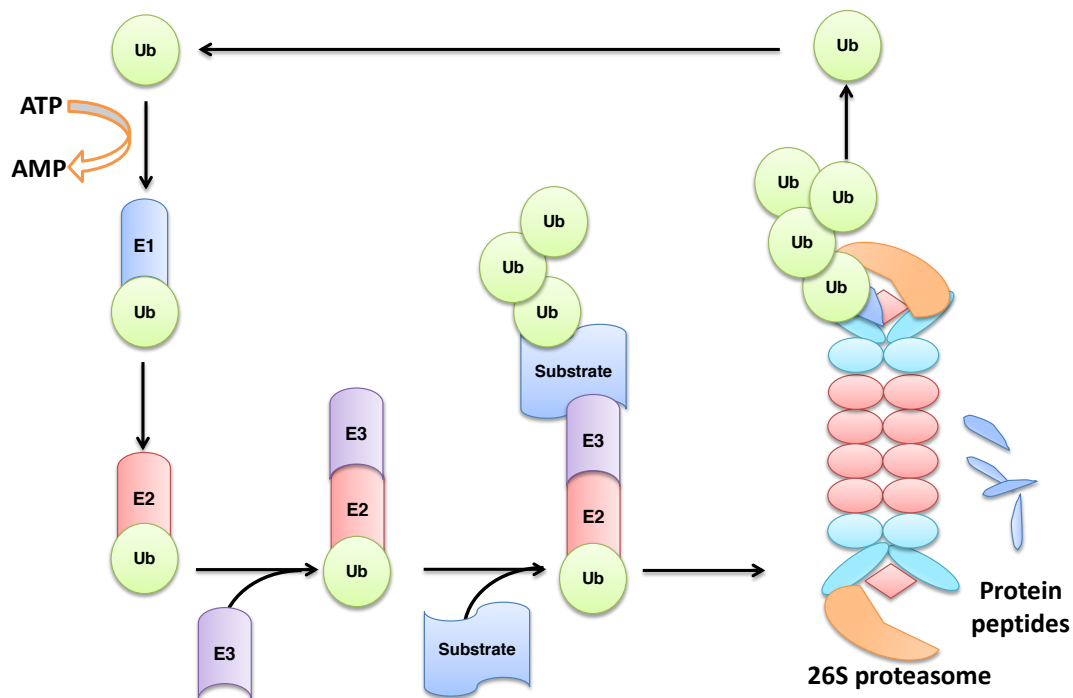 Ub
Ub
ATP
AMP
E1
Ub
Ub
Ub
Ub
Substrate
Ub
Ub
Ub
Ub
E2
Ub
E3
E2
Ub
E3
E2
Ub
E3
Substrate
Protein
peptides
26S proteasome